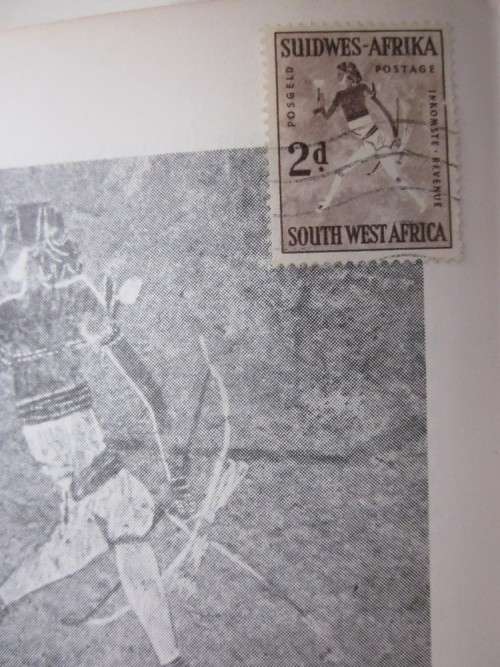 SUIDWES-AFRIKA
POSGELD
POSTAGE
INKOMSTE-REVENUE
2d
SOUTH WEST AFRICA